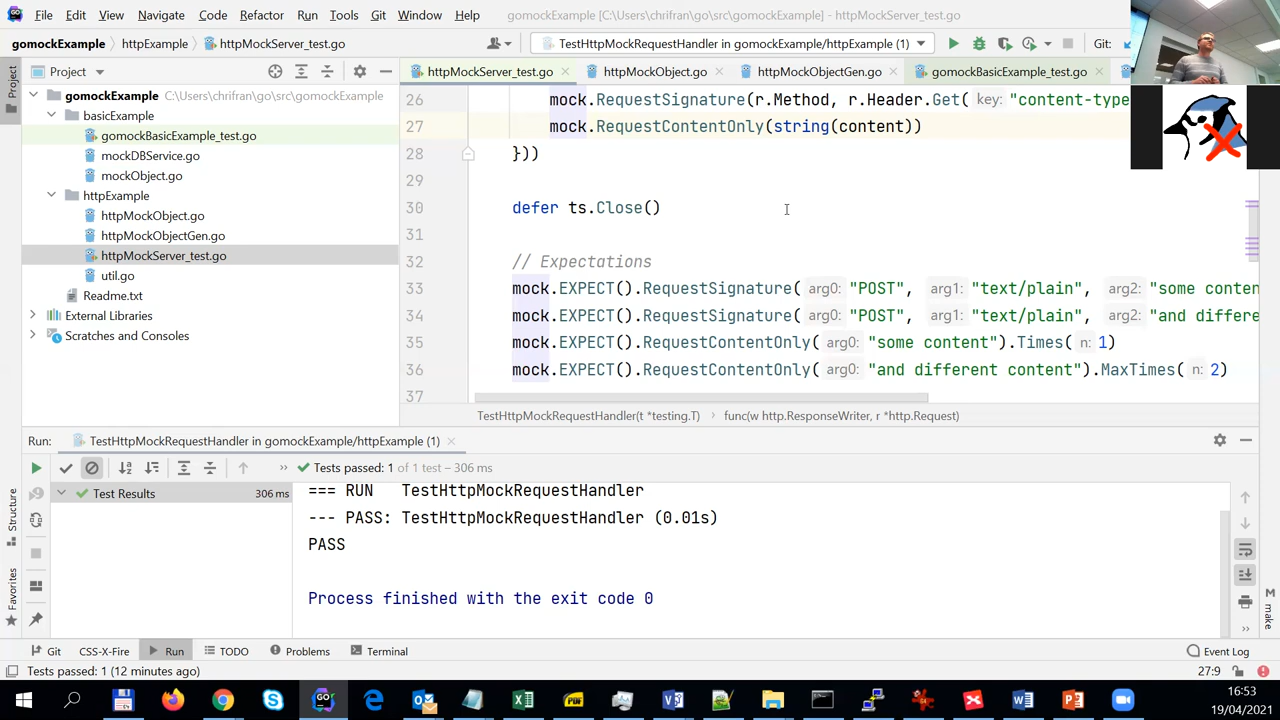 File Edit View Navigate Code Refactor Run Tools Git Window Help gomockExample [C:\Users\chrifran\go\src\gomockExample] - httpMockServer_test.go
gomockExample httpExample httpMockServer_test.go TestHttpMockRequestHandler in gomockExample/httpExample (1) Git:
Project httpMockServer_test.go httpMockObject.go httpMockObjectGen.go gomockBasicExample_test.go
Project
gomockExample C:\Users\chrifran\go\src\gomockExample
basicExample
gomockBasicExample_test.go
mockDBService.go
mockObject.go
httpExample
httpMockObject.go
httpMockObjectGen.go
httpMockServer_test.go
util.go
Readme.txt
External Libraries
Scratches and Consoles
26 mock.RequestSignature(r.Method, r.Header.Get( key: "content-type
27 mock.RequestContentOnly(string(content))
28 }))
29
30 defer ts.Close()
31
32 // Expectations
33 mock.EXPECT().RequestSignature( arg0: "POST", arg1: "text/plain", arg2: "some conten
34 mock.EXPECT().RequestSignature( arg0: "POST", arg1: "text/plain", arg2: "and differe
35 mock.EXPECT().RequestContentOnly( arg0: "some content").Times( n: 1)
36 mock.EXPECT().RequestContentOnly( arg0: "and different content").MaxTimes( n: 2)
37
TestHttpMockRequestHandler(t *testing.T) func(w http.ResponseWriter, r *http.Request)
Run: TestHttpMockRequestHandler in gomockExample/httpExample (1)
Tests passed: 1 of 1 test – 306 ms
Test Results 306 ms
=== RUN   TestHttpMockRequestHandler
--- PASS: TestHttpMockRequestHandler (0.01s)
PASS
Process finished with the exit code 0
Structure
Favorites
make
Git CSS-X-Fire Run TODO Problems Terminal Event Log
Tests passed: 1 (12 minutes ago) 27:9
16:53
19/04/2021